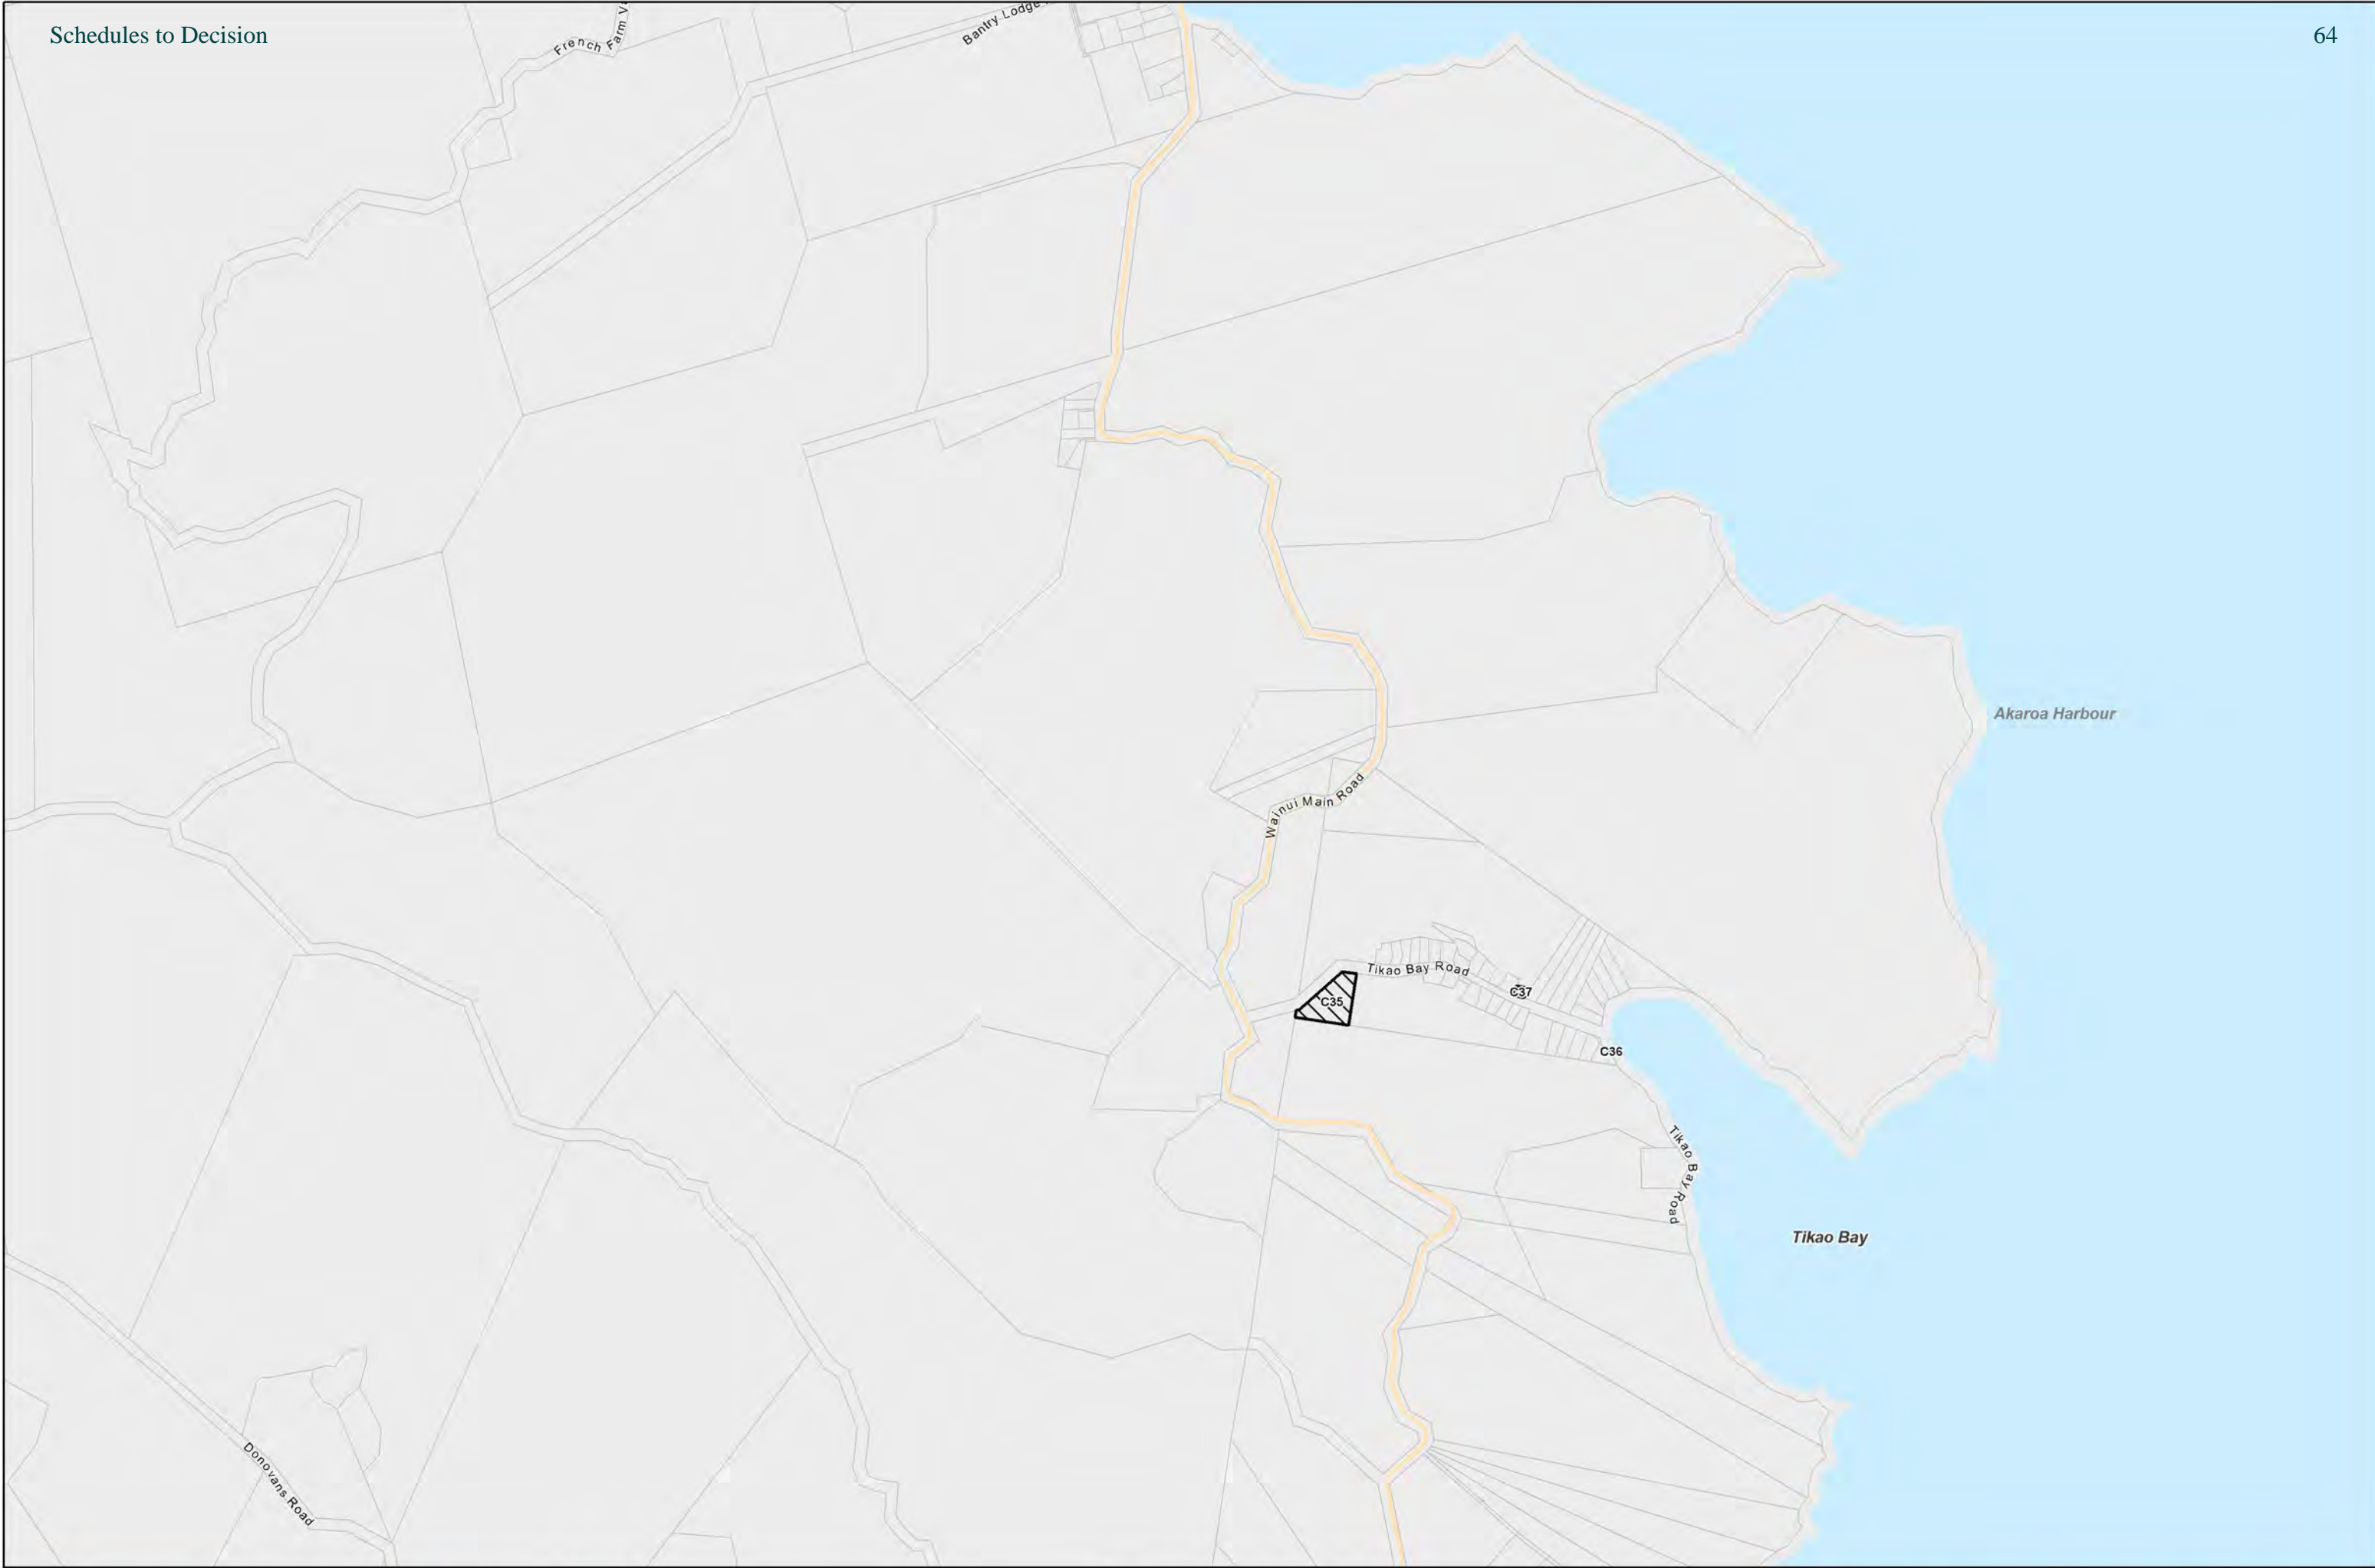 Schedules to Decision
64
French Farm Va
Bantry Lodge
Akaroa Harbour
Wainui Main Road
Tikao Bay Road
C37
C35
C36
Tikao Bay Road
Tikao Bay
Donovans Road